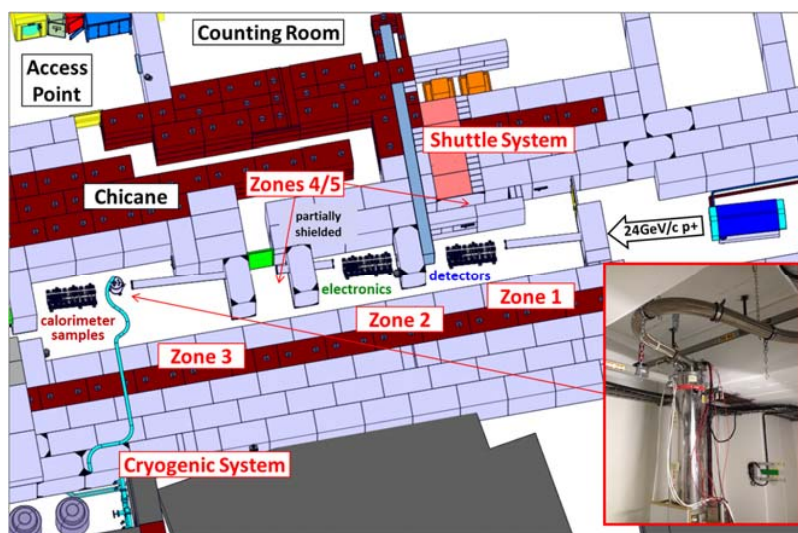 Counting Room
Access
Point
Shuttle System
Zones 4/5
Chicane
partially
shielded
24GeV/c p+
electronics
detectors
Zone 1
calorimeter
samples
Zone 2
Zone 3
Cryogenic System